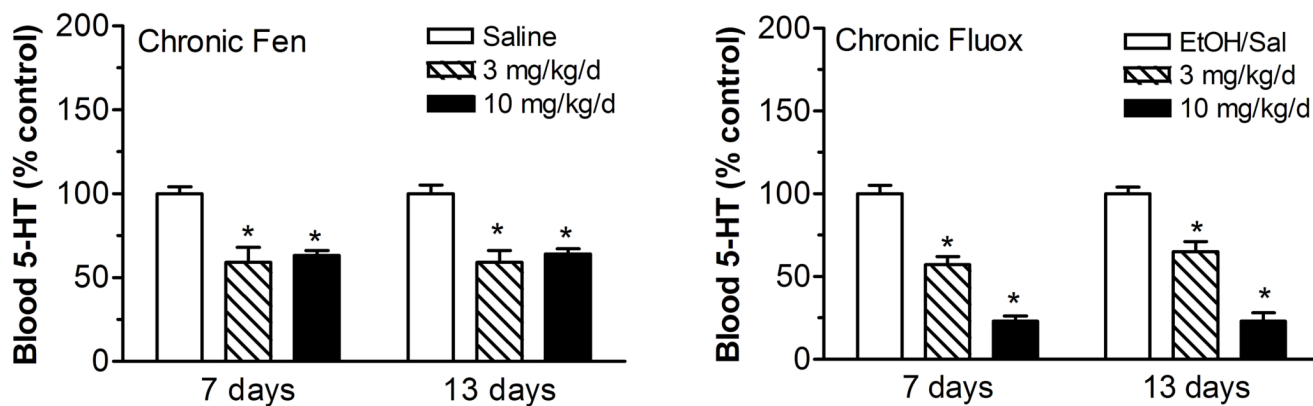 Blood 5-HT (% control)
200
150
100
50
0
Chronic Fen
Saline
3 mg/kg/d
10 mg/kg/d
* * * *
7 days 13 days
Blood 5-HT (% control)
200
150
100
50
0
Chronic Fluox
EtOH/Sal
3 mg/kg/d
10 mg/kg/d
* * * *
7 days 13 days